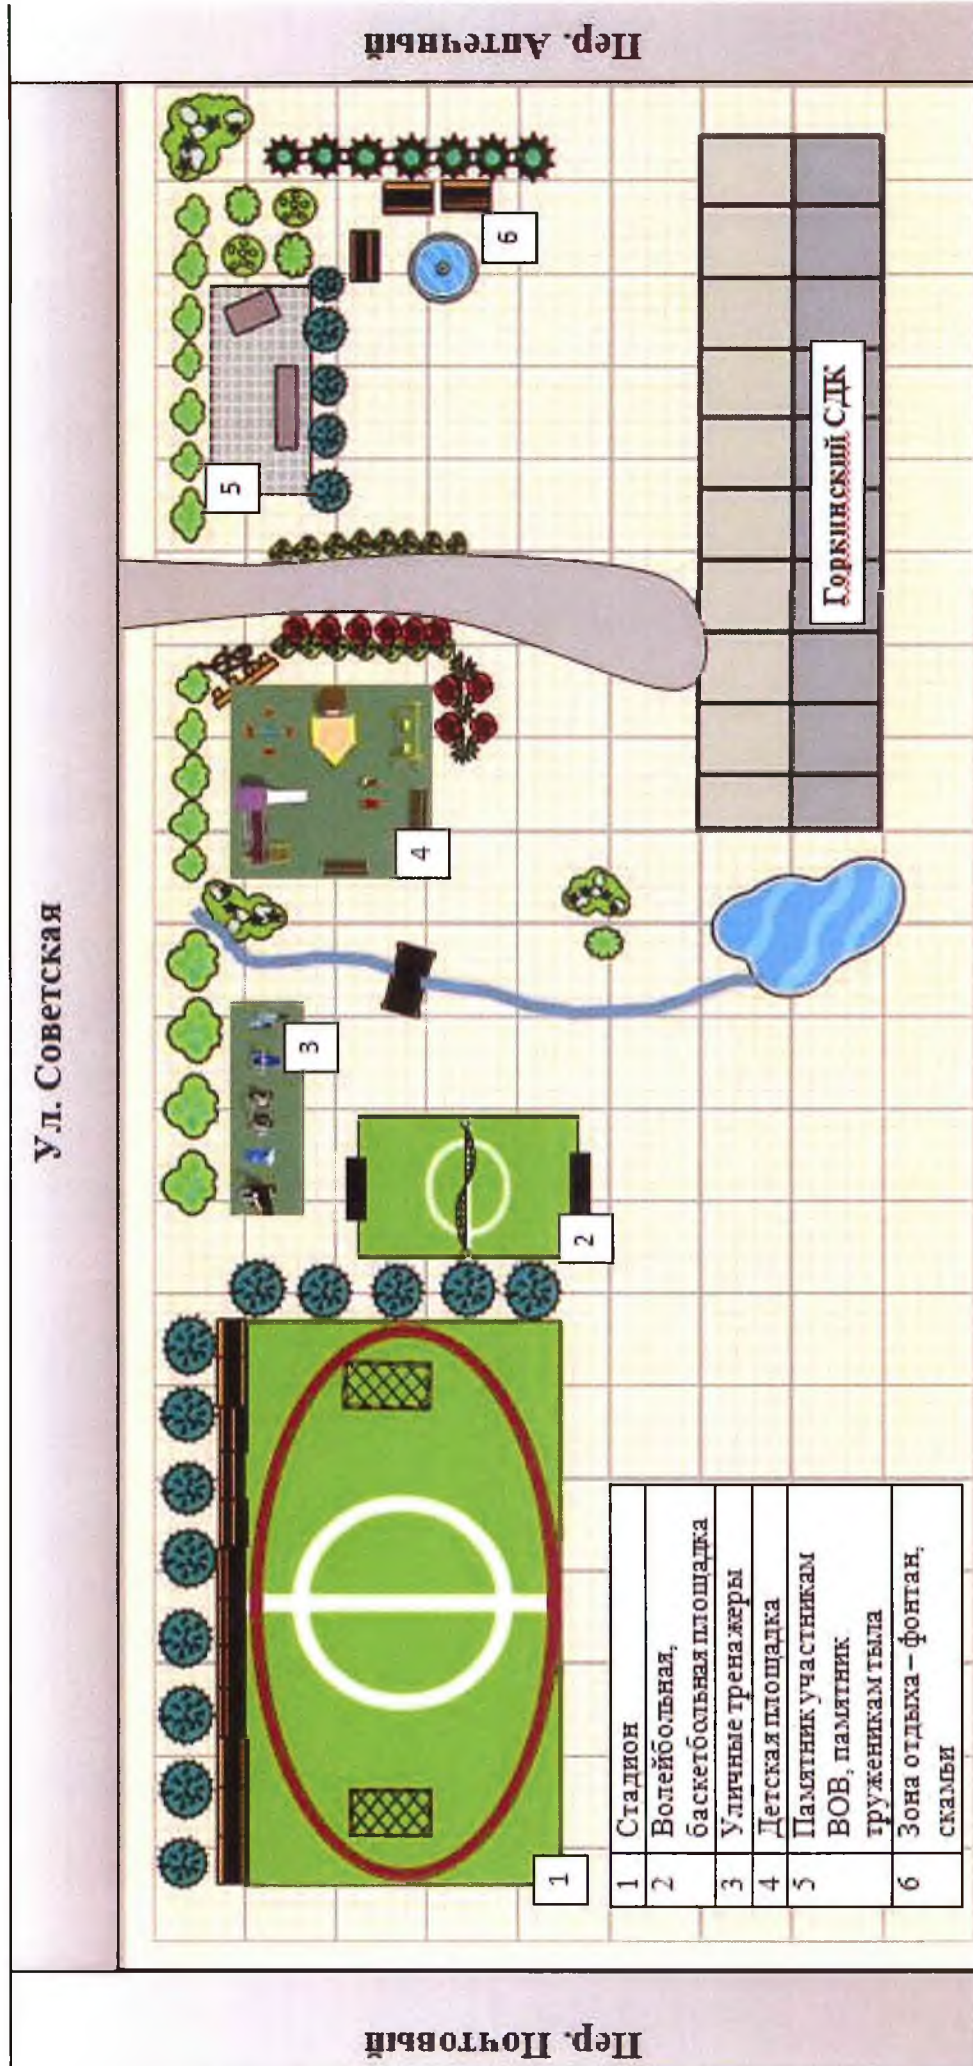 Ул. Советская
Пер. Почтовый
Пер. Аптечный
1
2
3
4
5
6
Горкинский СДК
1 Стадион
2 Волейбольная,
баскетбольная площадка
3 Уличные тренажеры
4 Детская площадка
5 Памятник участникам
ВОВ, памятник
труженикам тыла
6 Зона отдыха – фонтан,
скамьи